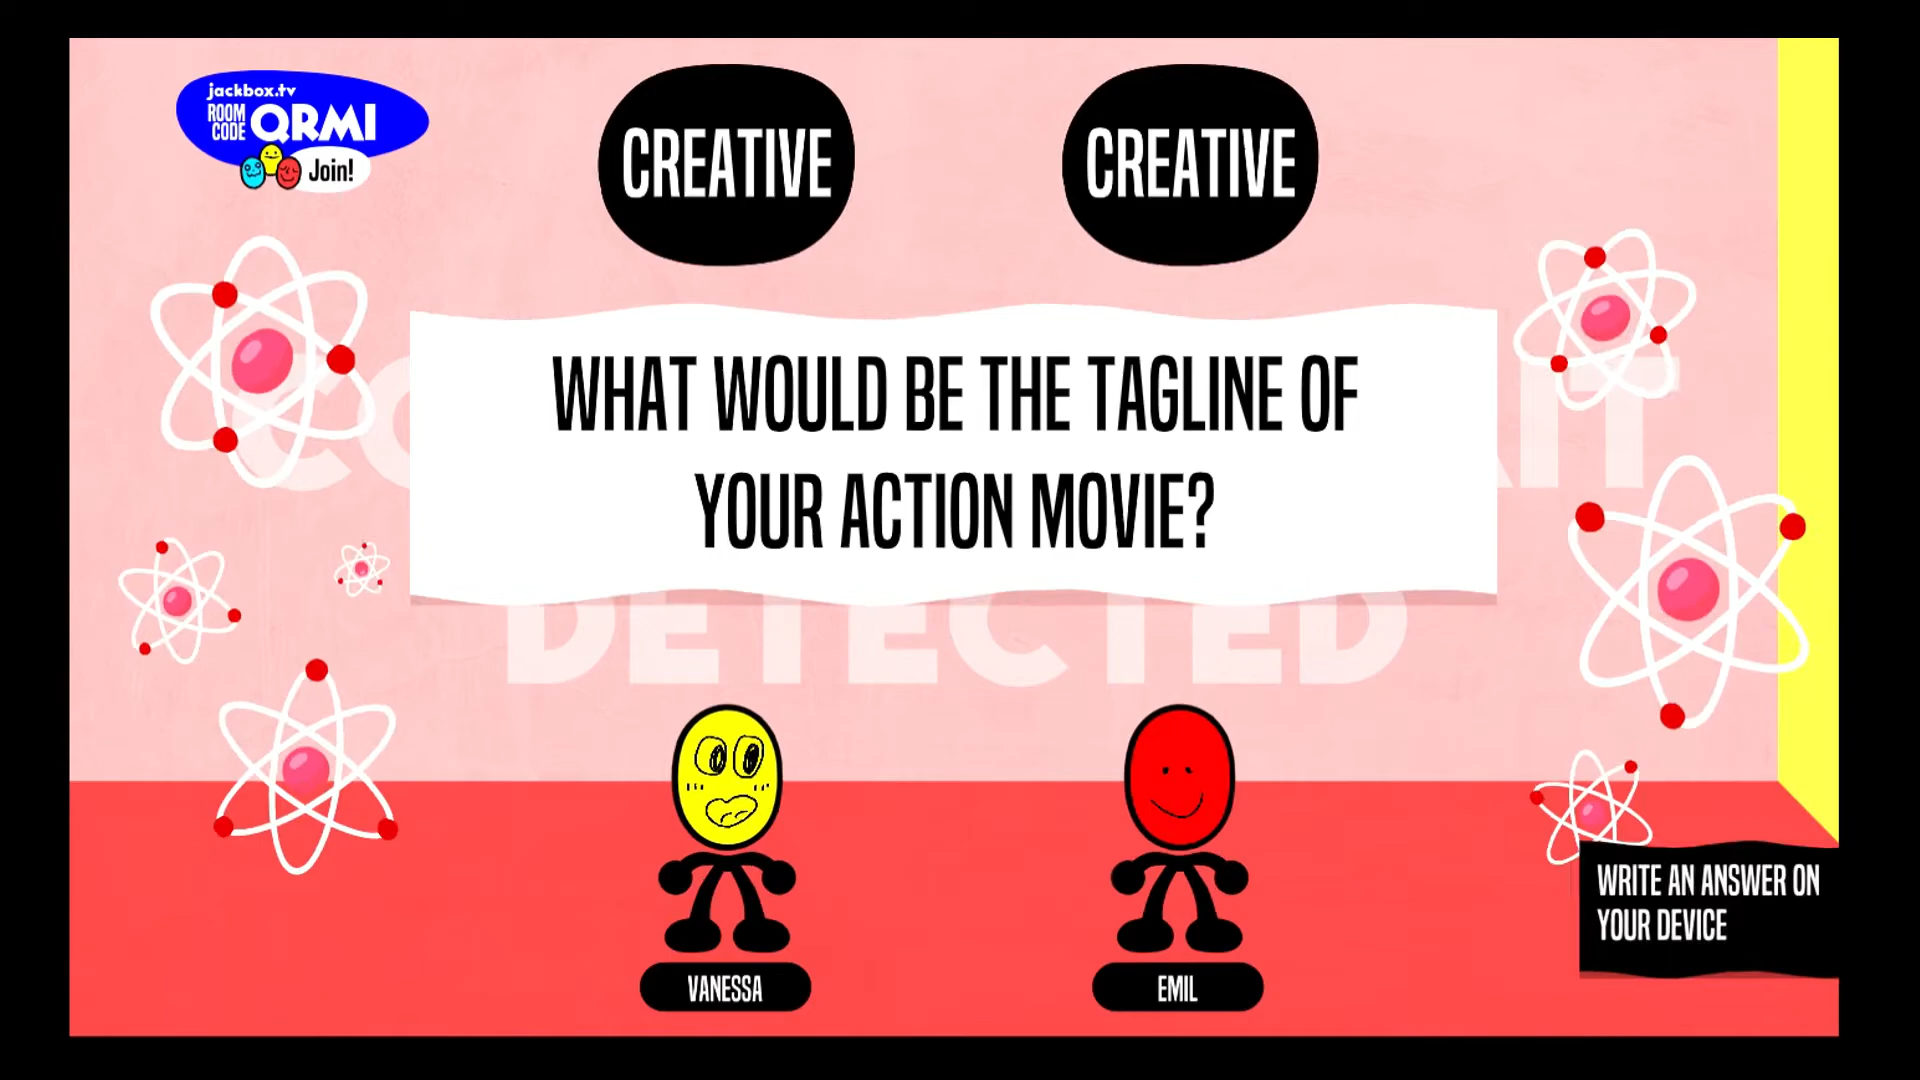 jackbox.tv
ROOM
CODE
QRMI
Join!
CREATIVE
CREATIVE
WHAT WOULD BE THE TAGLINE OF
YOUR ACTION MOVIE?
DETECTED
VANESSA
EMIL
WRITE AN ANSWER ON
YOUR DEVICE